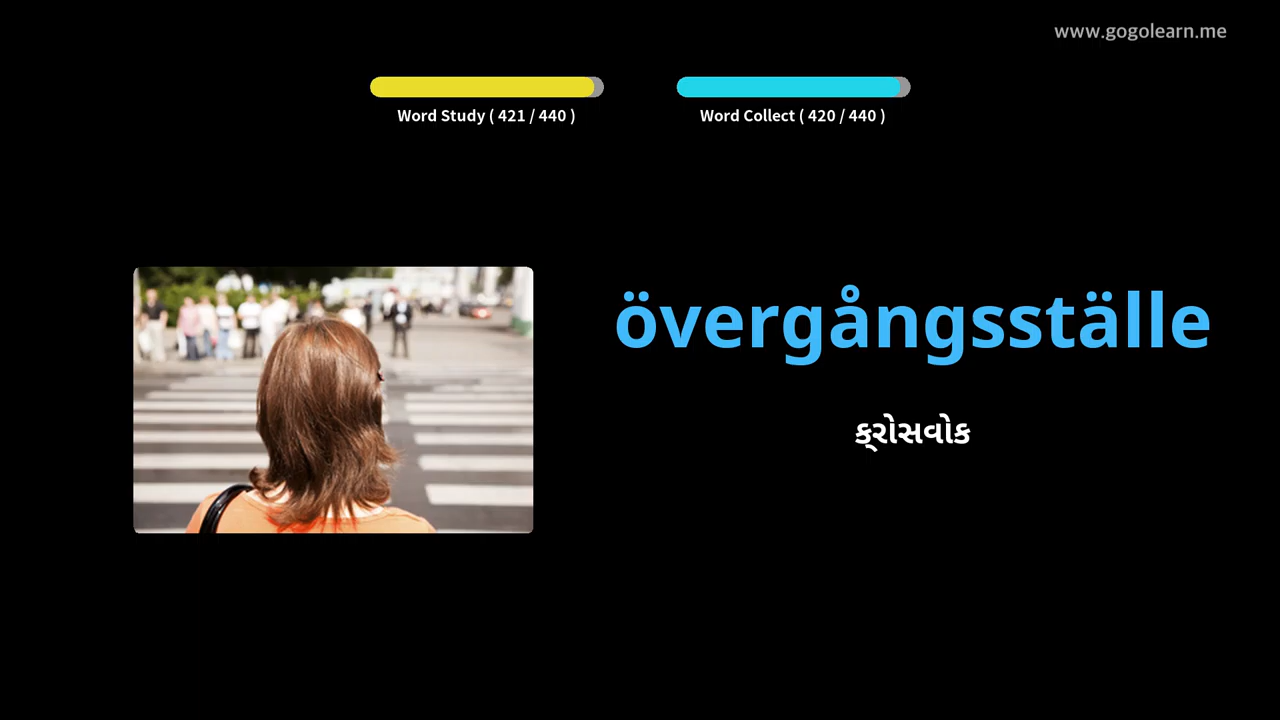 www.gogolearn.me
Word Study ( 421 / 440 )
Word Collect ( 420 / 440 )
övergångsställe
ક્રોસવોક